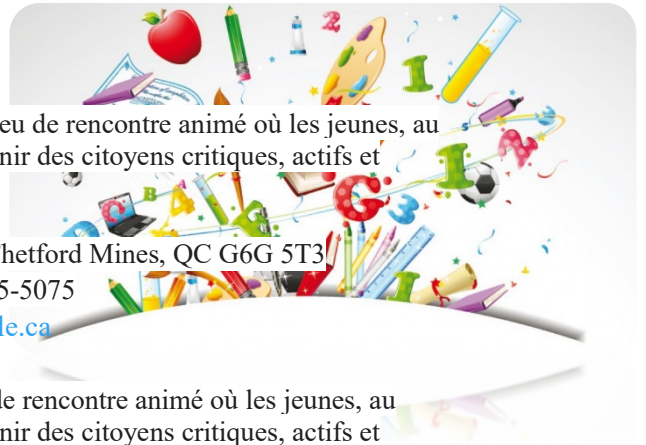 eu de rencontre animé où les jeunes, au
nir des citoyens critiques, actifs et
hetford Mines, QC G6G 5T3
5-5075
le.ca
de rencontre animé où les jeunes, au
nir des citoyens critiques, actifs et